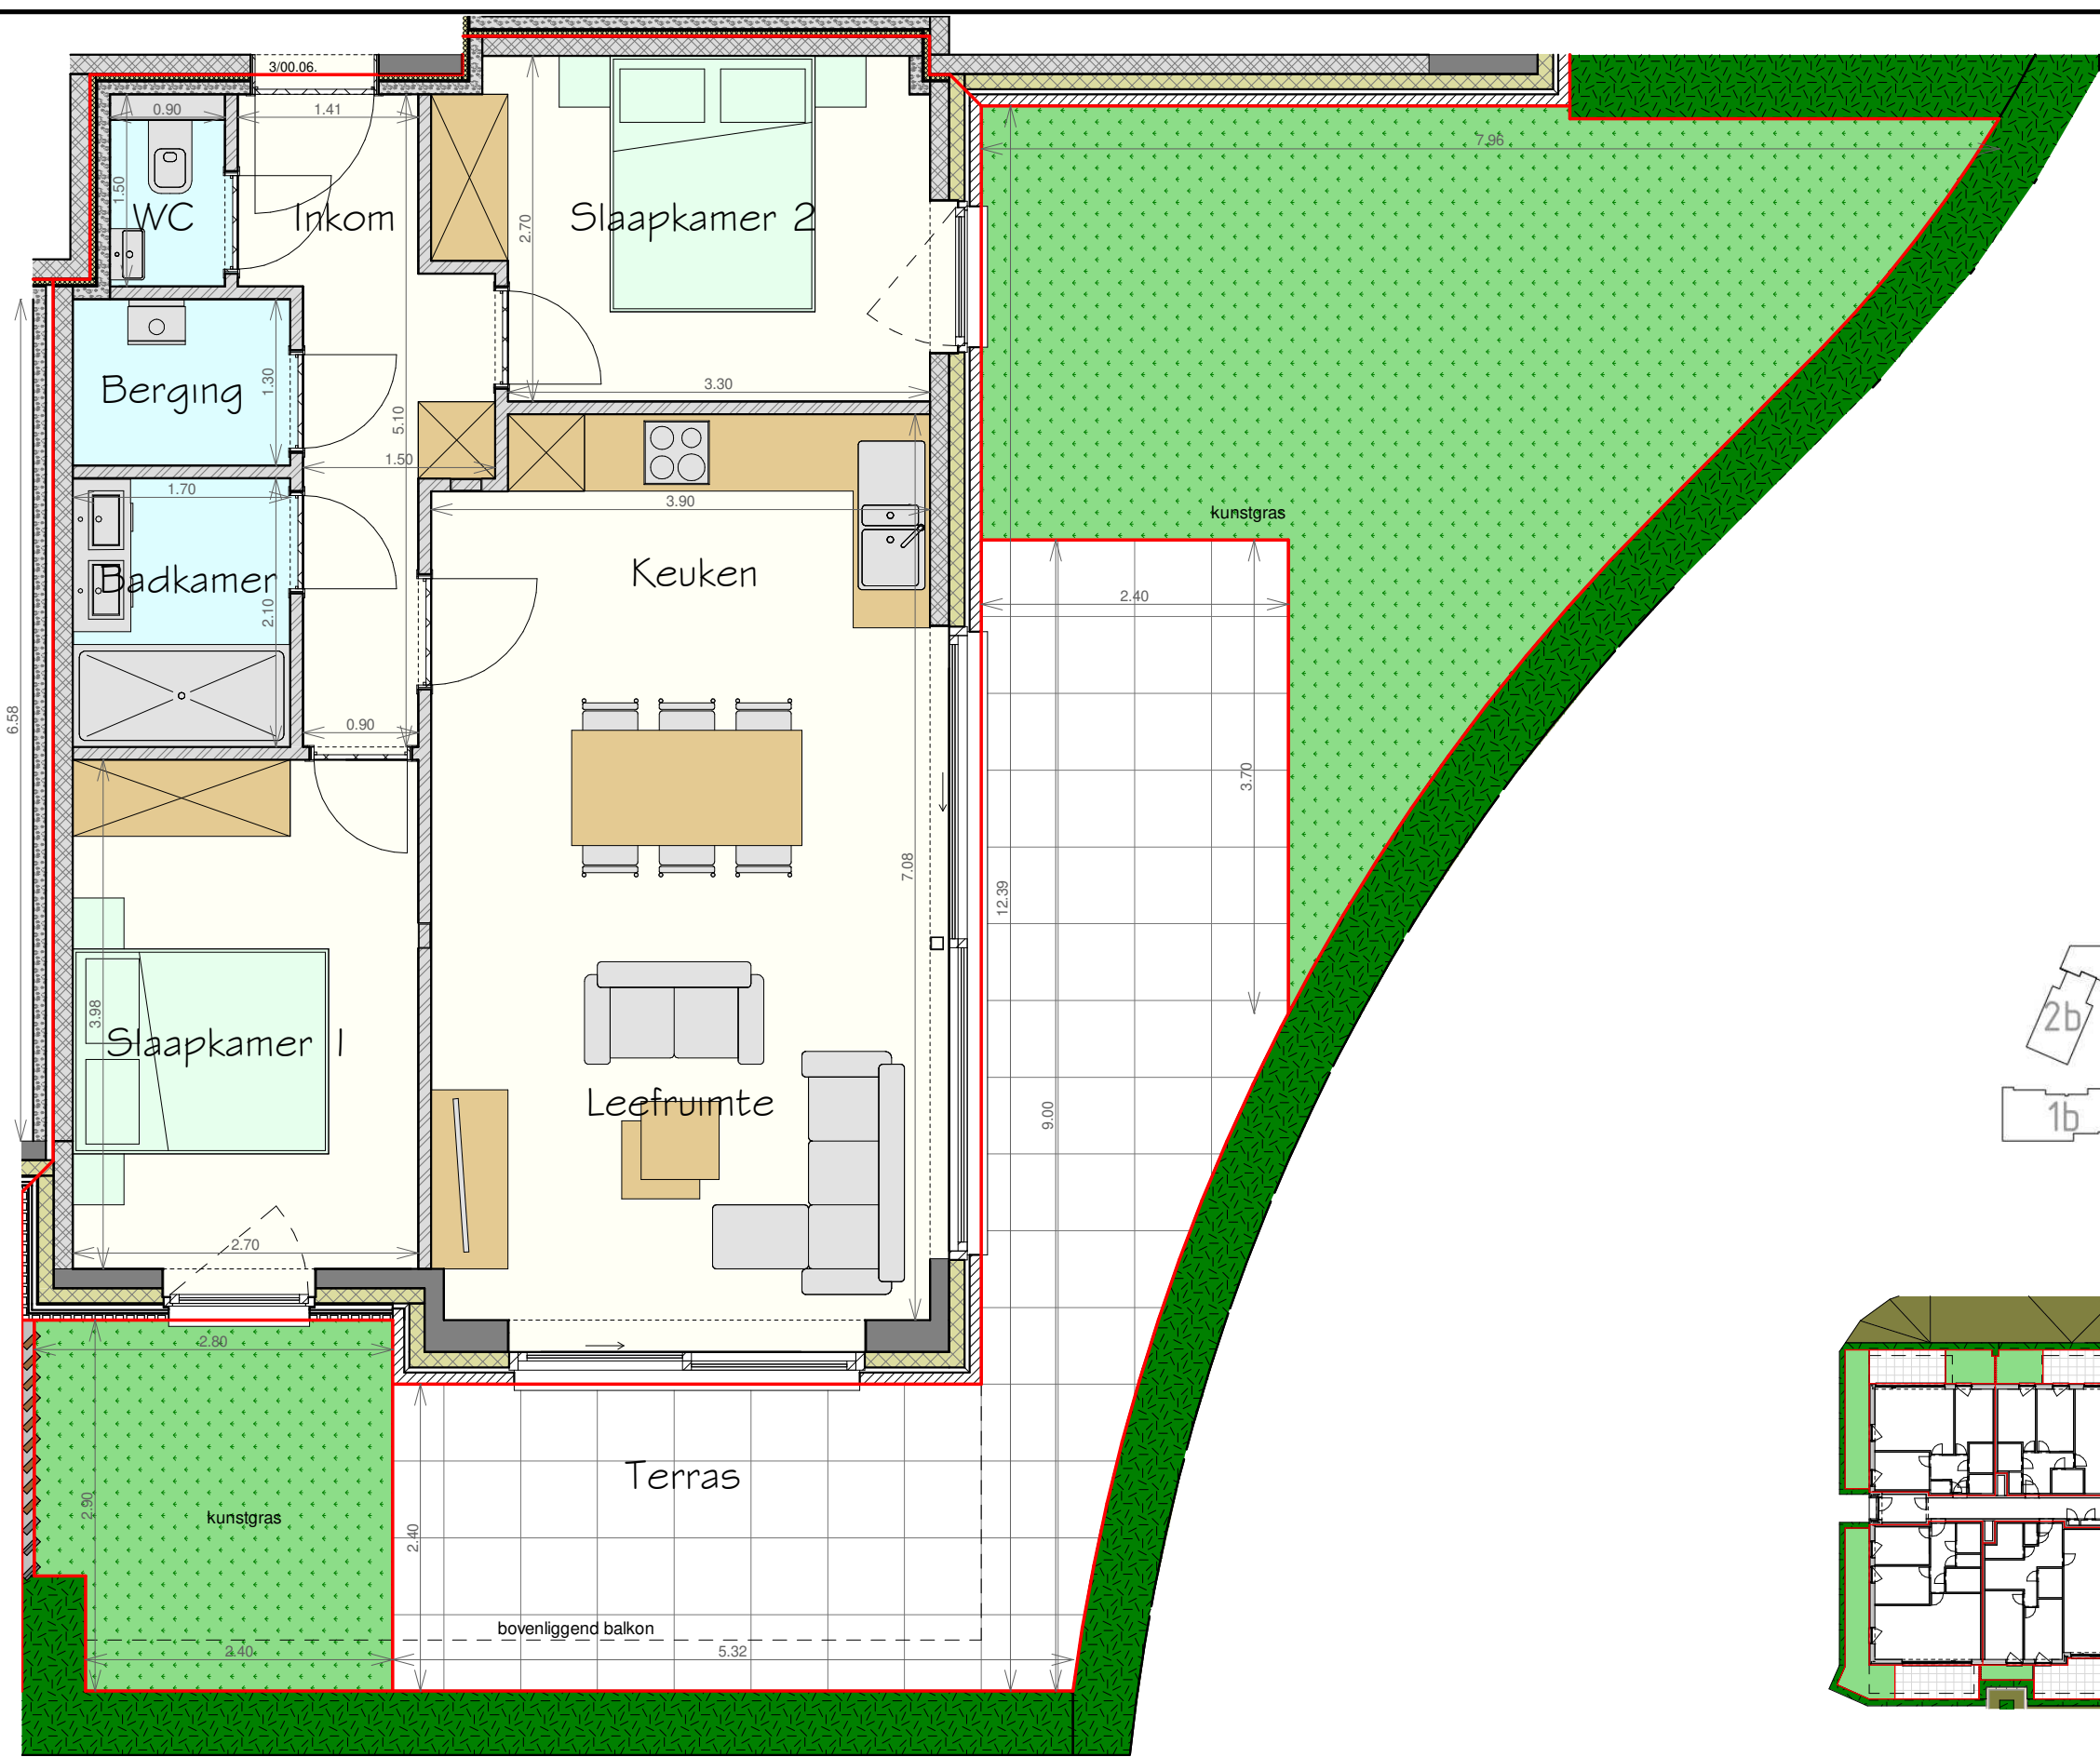 3/00.06.
0.90
1.41
7.96
1.50
WC
Inkom
2.70
Slaapkamer 2
3.30
Berging
1.30
5.10
1.50
1.70
3.90
kunstgras
Badkamer
2.10
Keuken
2.40
6.58
0.90
3.70
7.08
12.39
3.98
Slaapkamer 1
Leefruimte
9.00
2b
1b
2.70
2.80
2.90
kunstgras
2.40
Terras
bovenliggend balkon
2.40
5.32